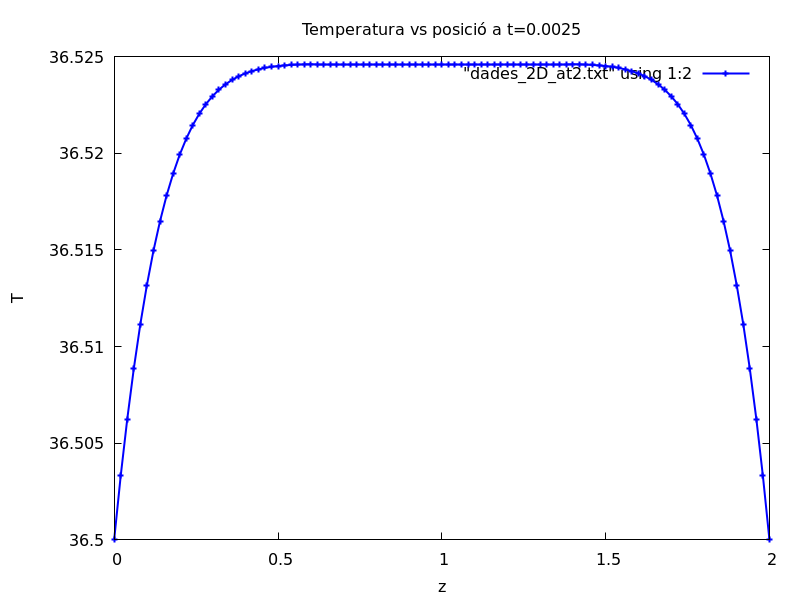 Temperatura vs posició a t=0.0025
"dades_2D_at2.txt" using 1:2
36.525
36.52
36.515
36.51
36.505
36.5
T
0 0.5 1 1.5 2
z